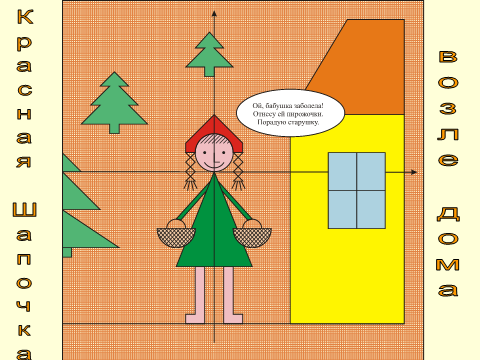 Красная Шапочка
Ой, бабушка заболела!
Отнесу ей пирожочки.
Порадую старушку.
возле дома